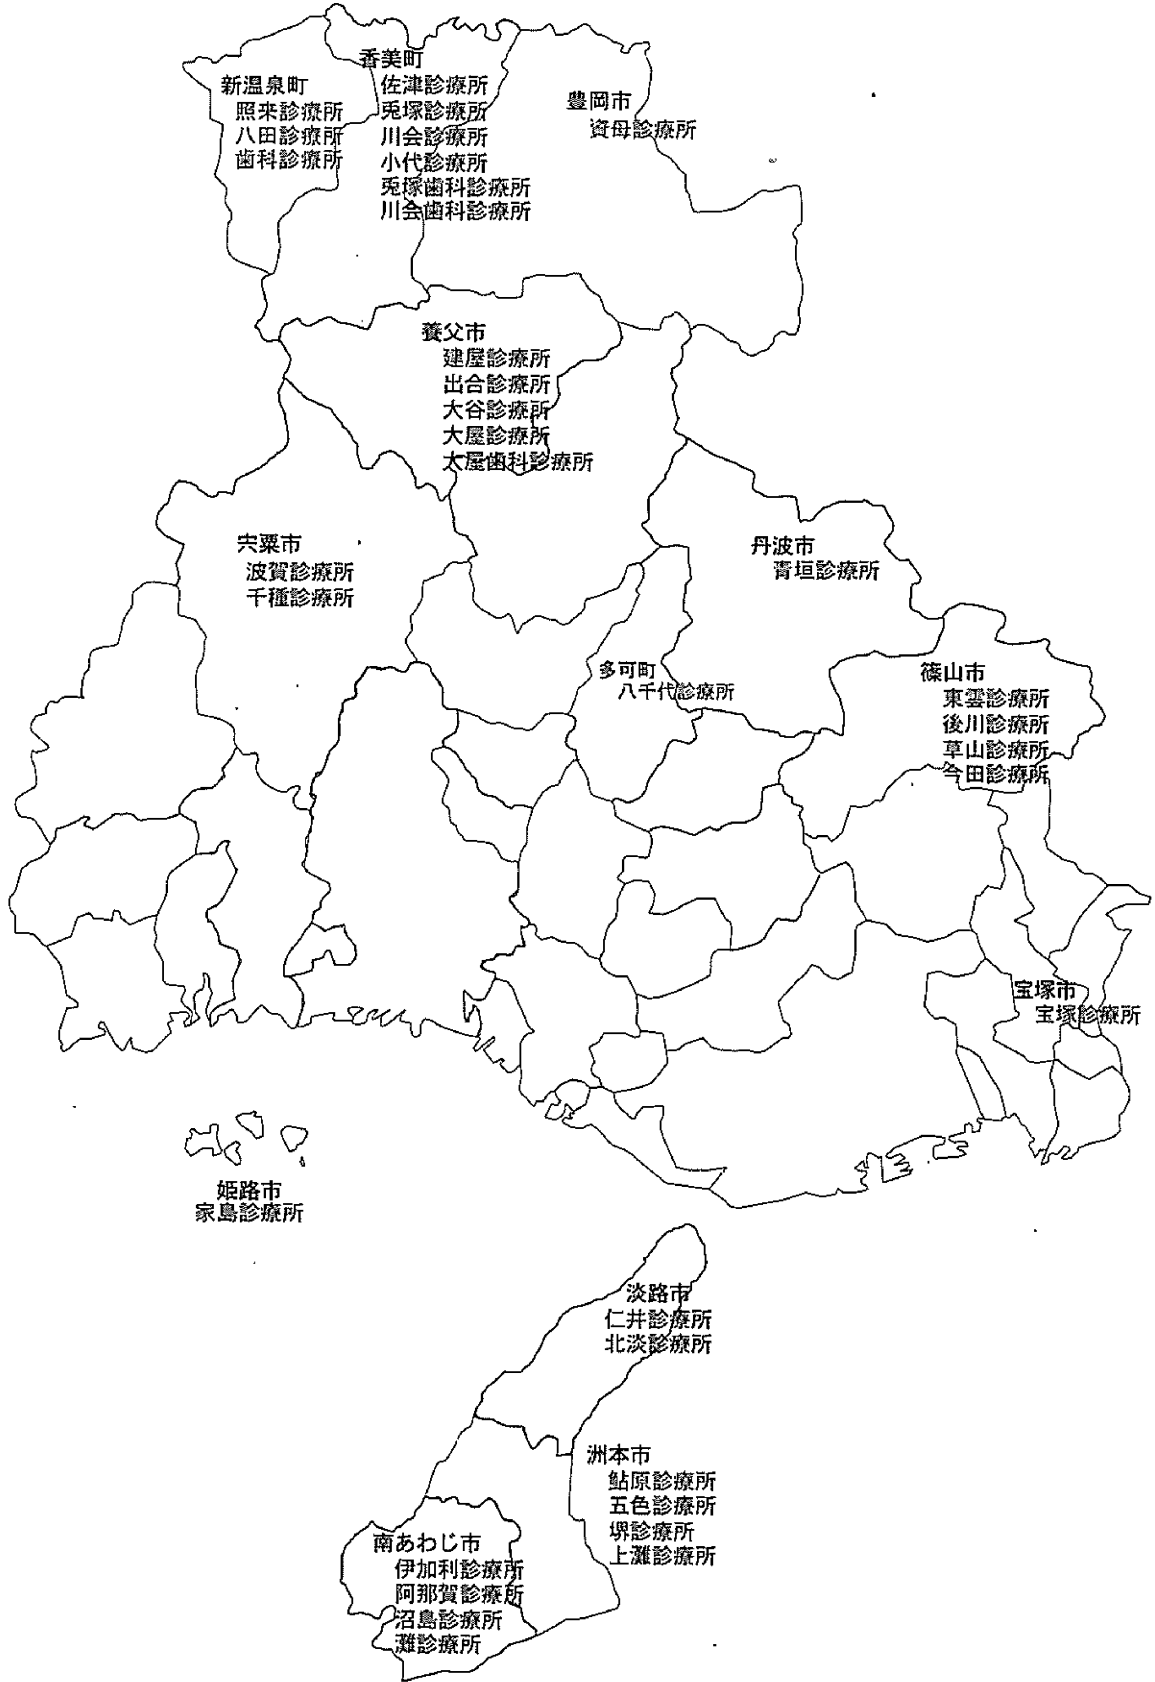 香美町
佐津診療所
兎塚診療所
川会診療所
小代診療所
兎塚歯科診療所
川会歯科診療所
新温泉町
照来診療所
八田診療所
歯科診療所
豊岡市
資母診療所
養父市
建屋診療所
出合診療所
大谷診療所
大屋診療所
大屋歯科診療所
宍粟市
波賀診療所
千種診療所
丹波市
青垣診療所
多可町
八千代診療所
篠山市
東雲診療所
後川診療所
草山診療所
今田診療所
宝塚市
宝塚診療所
姫路市
家島診療所
淡路市
仁井診療所
北淡診療所
洲本市
鮎原診療所
五色診療所
堺診療所
上灘診療所
南あわじ市
伊加利診療所
阿那賀診療所
沼島診療所
灘診療所